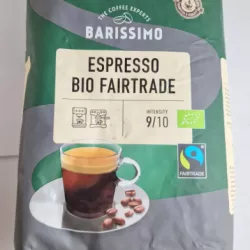 THE COFFEE EXPERTS
BARISSIMO
ESPRESSO
BIO FAIRTRADE
INTENSITY
9/10
FAIRTRADE